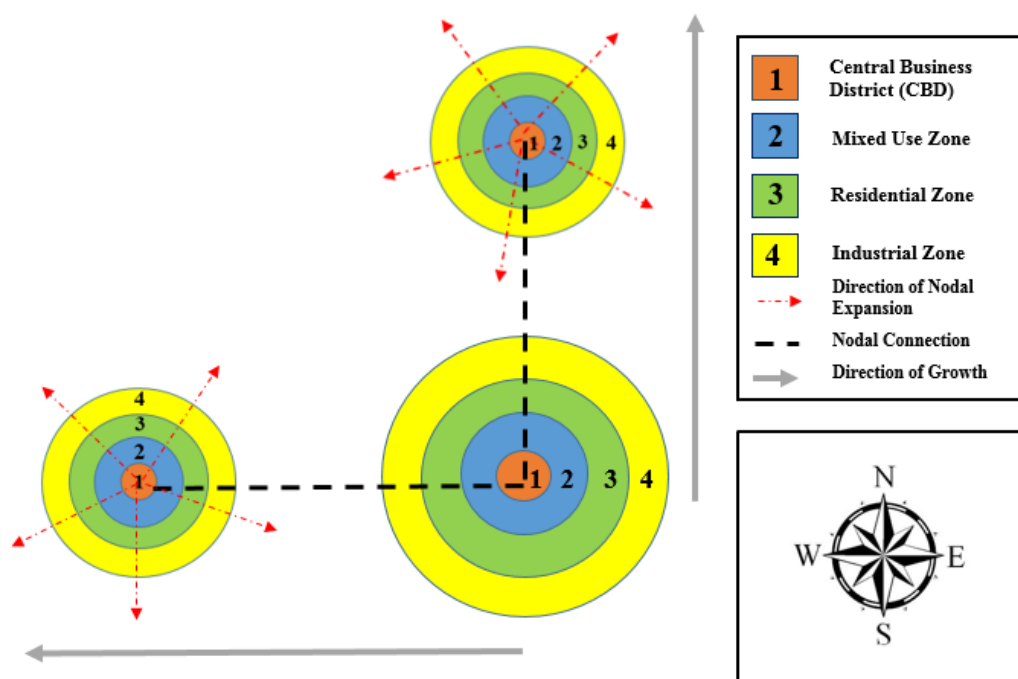 1 2 3 4
4
3
2
1
1 2 3 4
1 Central Business
District (CBD)
2 Mixed Use Zone
3 Residential Zone
4 Industrial Zone
Direction of Nodal
Expansion
Nodal Connection
Direction of Growth
N
W E
S